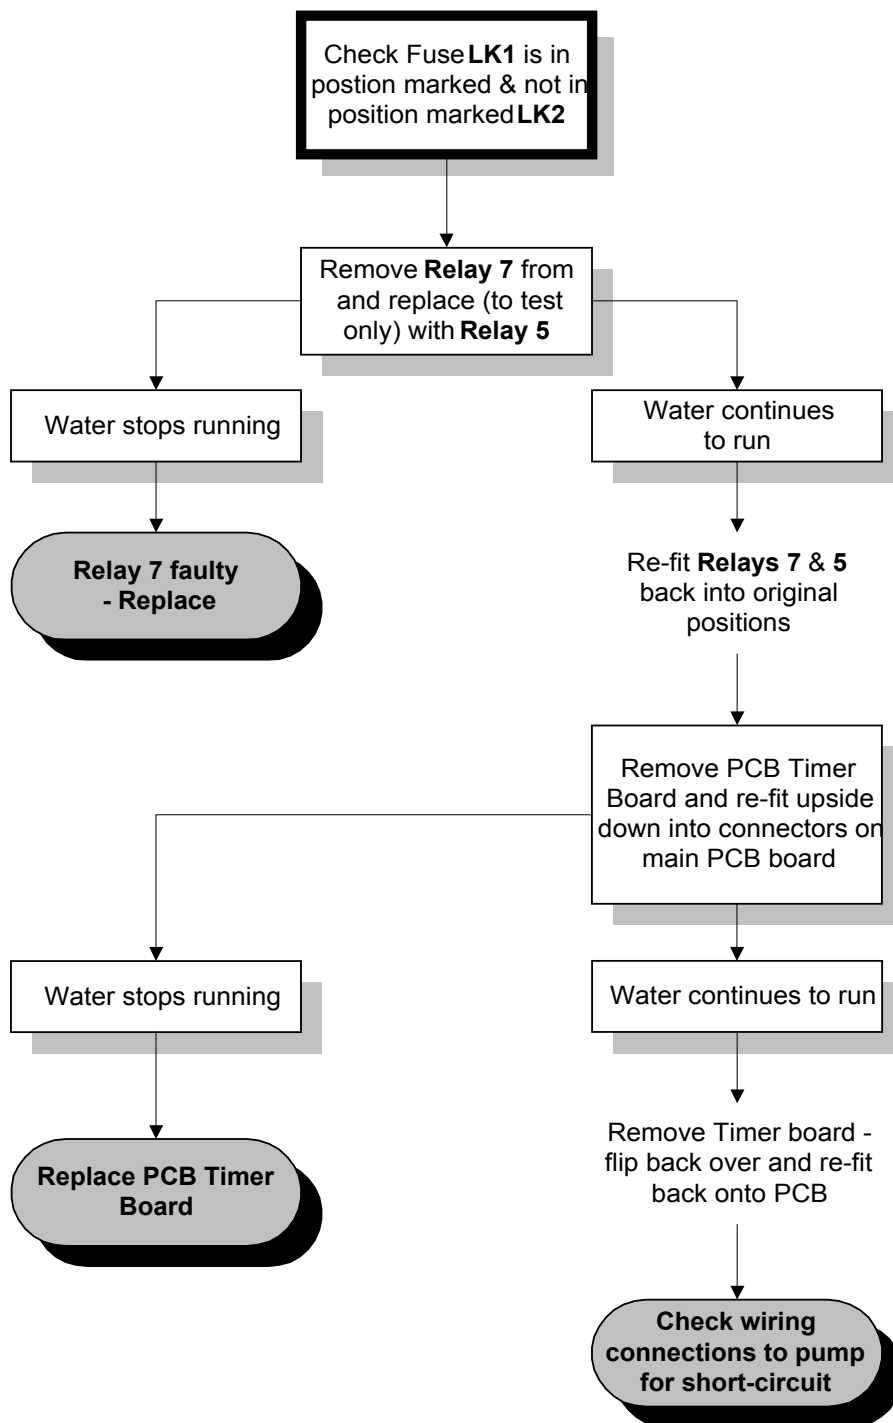 Check Fuse LK1 is in
postion marked & not in
position marked LK2
Remove Relay 7 from
and replace (to test
only) with Relay 5
Water stops running
Water continues
to run
Relay 7 faulty
- Replace
Re-fit Relays 7 & 5
back into original
positions
Remove PCB Timer
Board and re-fit upside
down into connectors on
main PCB board
Water stops running
Water continues to run
Replace PCB Timer
Board
Remove Timer board -
flip back over and re-fit
back onto PCB
Check wiring
connections to pump
for short-circuit